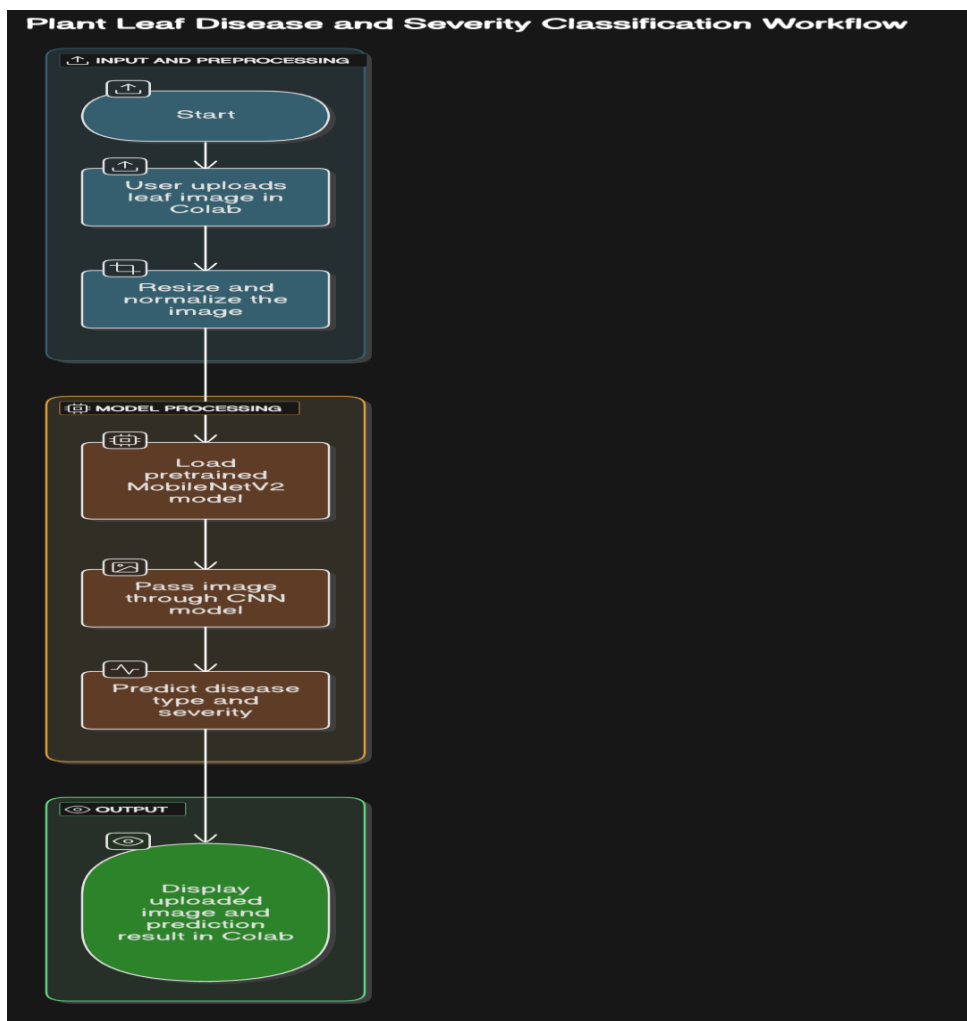 Plant Leaf Disease and Severity Classification Workflow
INPUT AND PREPROCESSING
Start
User uploads
leaf image in
Colab
Resize and
normalize the
image
MODEL PROCESSING
Load
pretrained
MobileNetV2
model
Pass image
through CNN
model
Predict disease
type and
severity
OUTPUT
Display
uploaded
image and
prediction
result in Colab